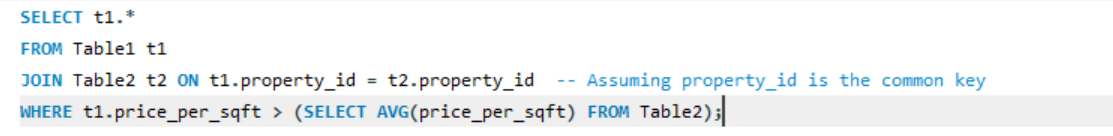 SELECT t1.*
FROM Table1 t1
JOIN Table2 t2 ON t1.property_id = t2.property_id  -- Assuming property_id is the common key
WHERE t1.price_per_sqft > (SELECT AVG(price_per_sqft) FROM Table2);